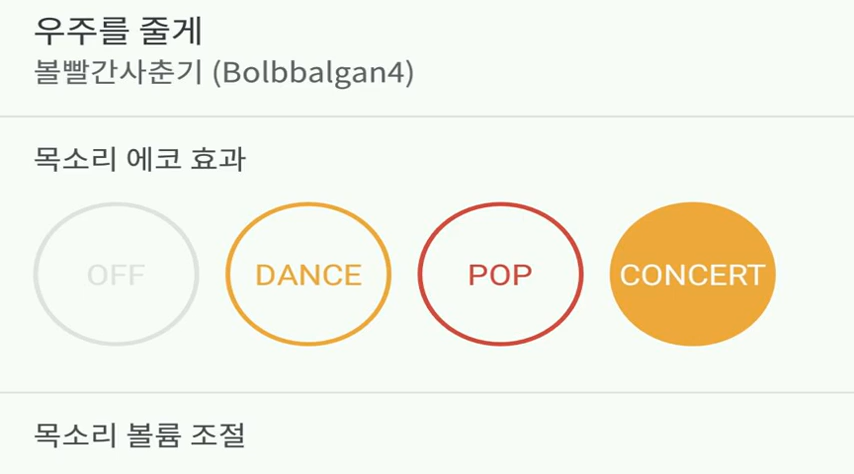 우주를 줄게
볼빨간사춘기 (Bolbbalgan4)
목소리 에코 효과
OFF DANCE POP CONCERT
목소리 볼륨 조절